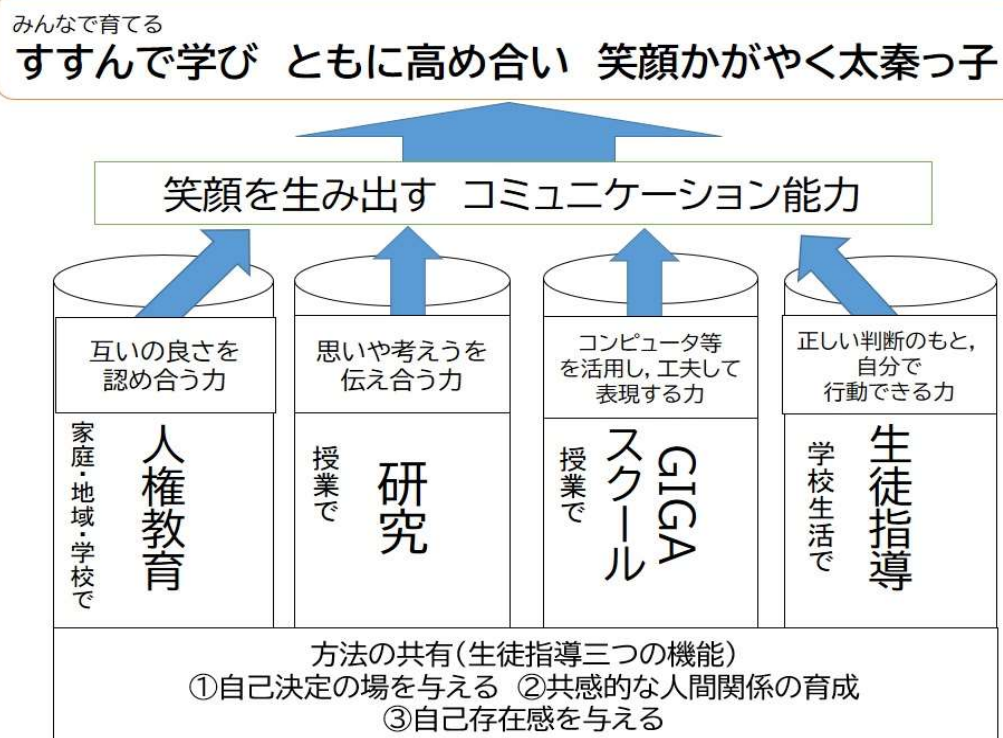 みんなで育てる
すすんで学び ともに高め合い 笑顔かがやく太秦っ子
笑顔を生み出す コミュニケーション能力
互いの良さを
認め合う力
家庭・地域・学校で
人権教育
思いや考えうを
伝え合う力
授業で
研究
コンピュータ等
を活用し,工夫して
表現する力
授業で
GIGA
スクール
正しい判断のもと,
自分で
行動できる力
学校生活で
生徒指導
方法の共有(生徒指導三つの機能)
①自己決定の場を与える ②共感的な人間関係の育成
③自己存在感を与える